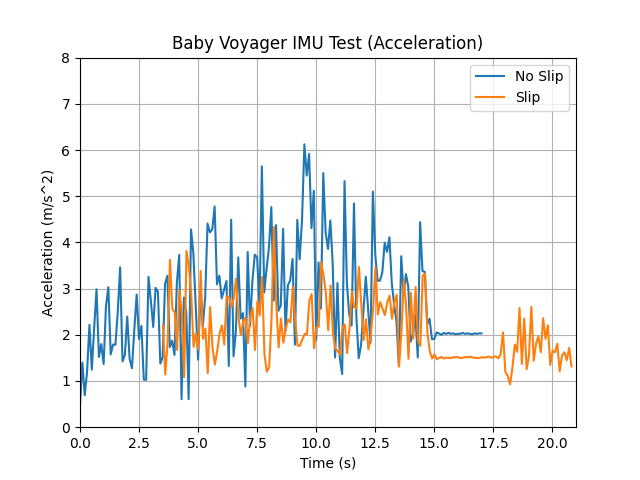 Baby Voyager IMU Test (Acceleration)
No Slip
Slip
Acceleration (m/s^2)
8
7
6
5
4
3
2
1
0
0.0 2.5 5.0 7.5 10.0 12.5 15.0 17.5 20.0
Time (s)